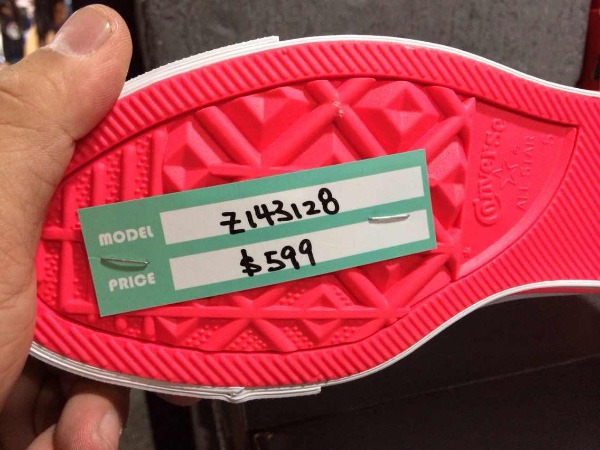 MODEL Z143128
PRICE $599
CONVERSE
ALL STAR